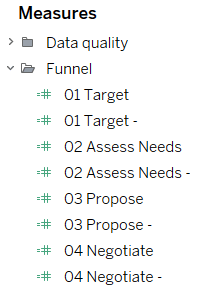 Measures
Data quality
Funnel
01 Target
01 Target -
02 Assess Needs
02 Assess Needs -
03 Propose
03 Propose -
04 Negotiate
04 Negotiate -